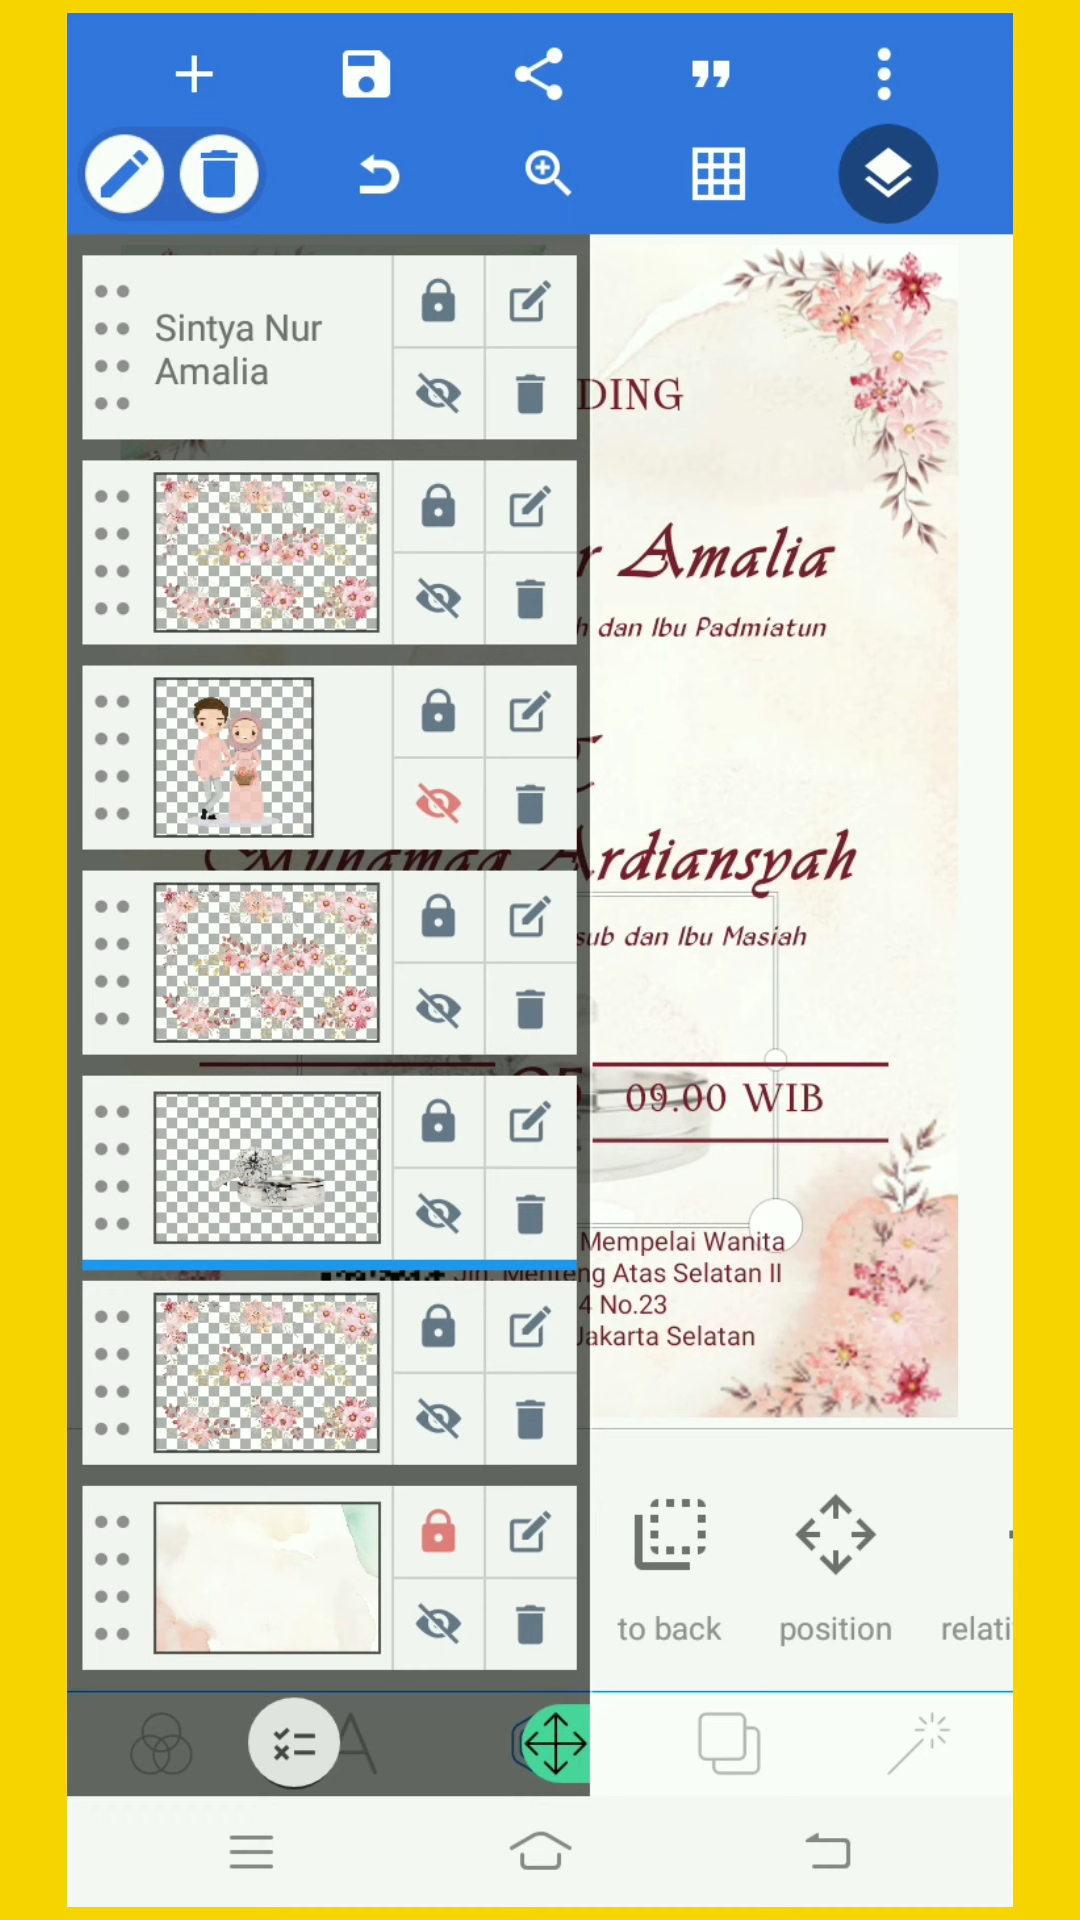 Sintya Nur
Amalia
DING
r Amalia
h dan Ibu Padmiatun
Muhamad Ardiansyah
sub dan Ibu Masiah
09.00 WIB
Mempelai Wanita
Jln. Menteng Atas Selatan II
4 No.23
Jakarta Selatan
to back
position
relati